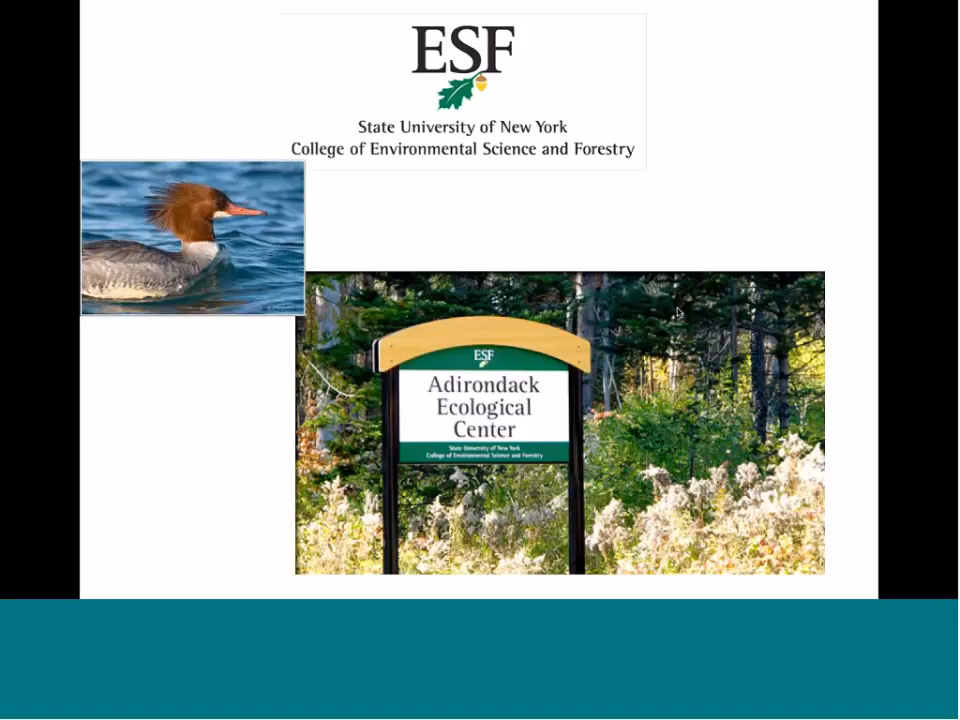 ESF
State University of New York
College of Environmental Science and Forestry
ESF
Adirondack
Ecological
Center
State University of New York
College of Environmental Science and Forestry